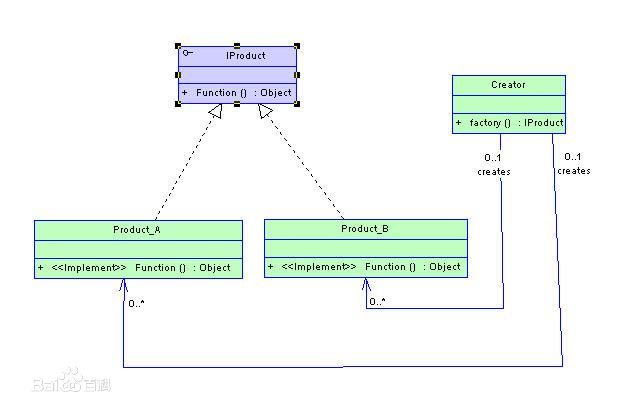 IProduct
+ Function () : Object
Creator
+ factory () : IProduct
0..1
creates
0..1
creates
Product_A
+ <<Implement>> Function () : Object
Product_B
+ <<Implement>> Function () : Object
0..*
0..*
Baidu百科